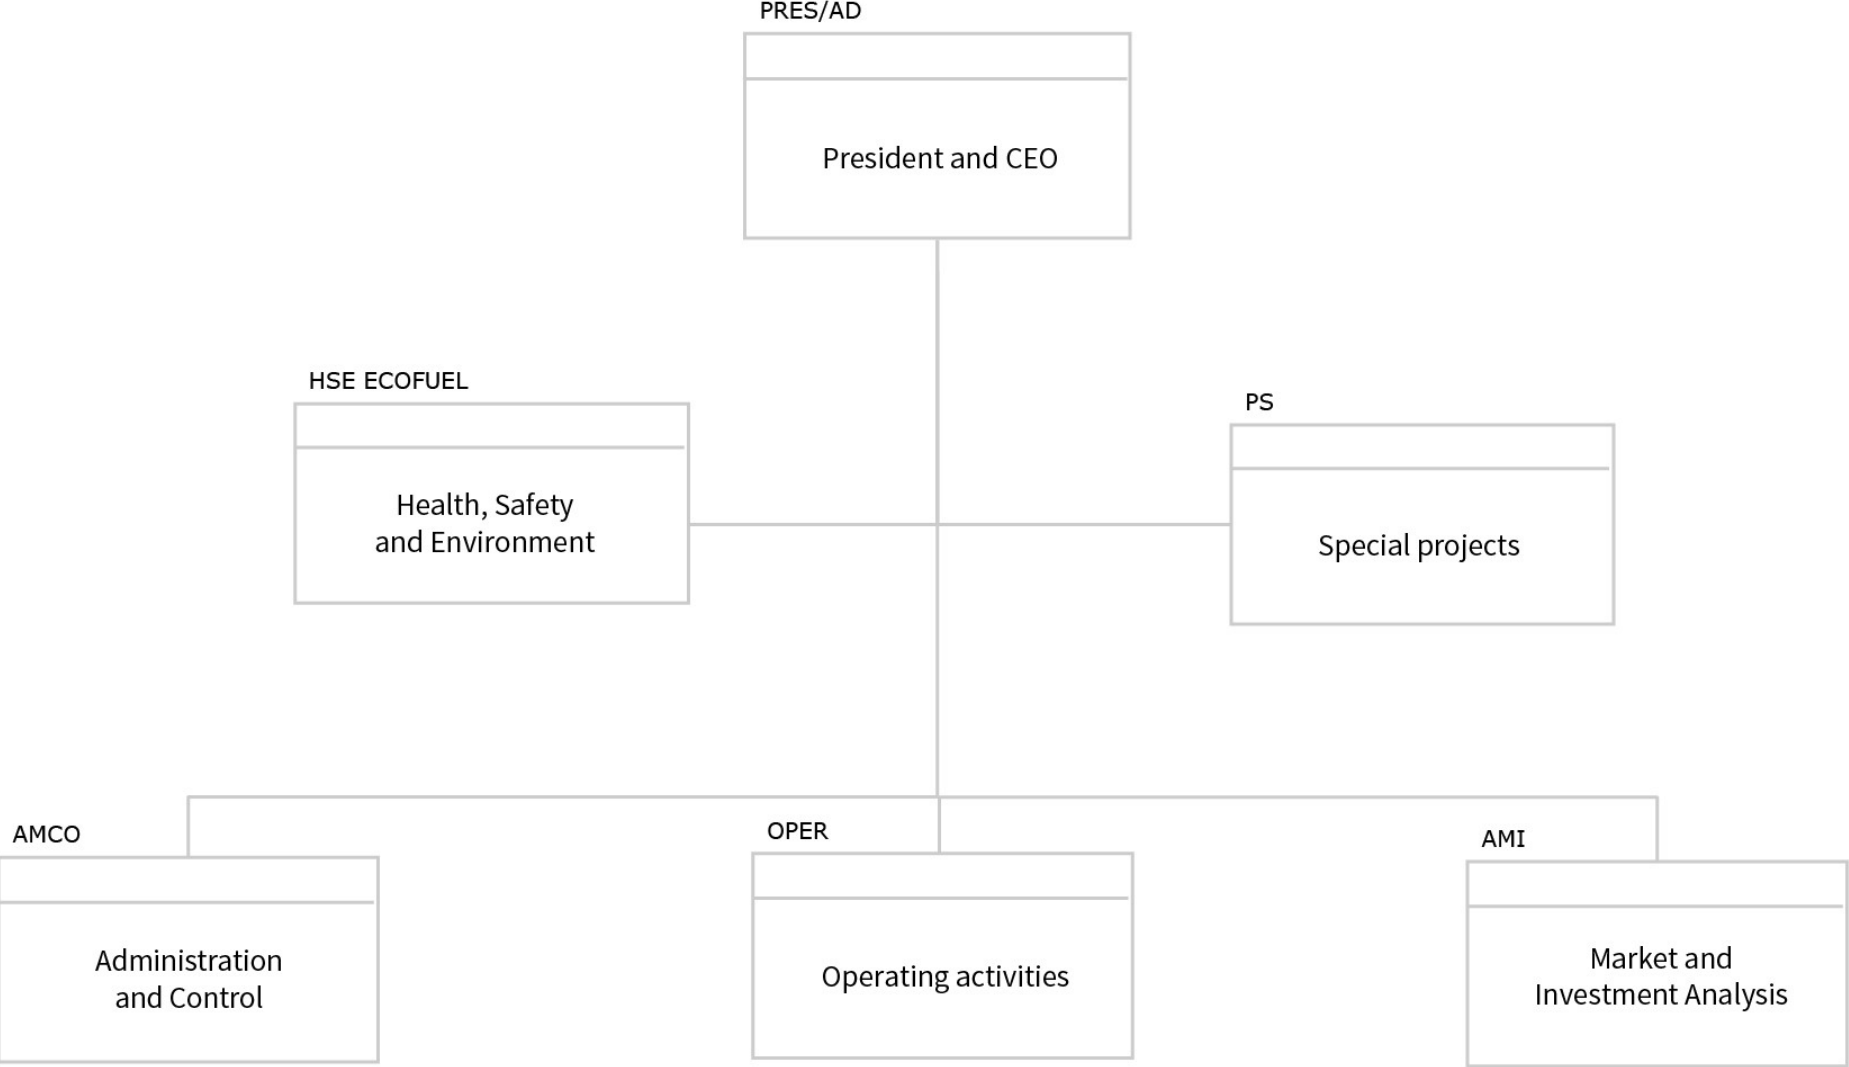 PRES/AD
President and CEO
HSE ECOFUEL
Health, Safety
and Environment
PS
Special projects
AMCO
Administration
and Control
OPER
Operating activities
AMI
Market and
Investment Analysis